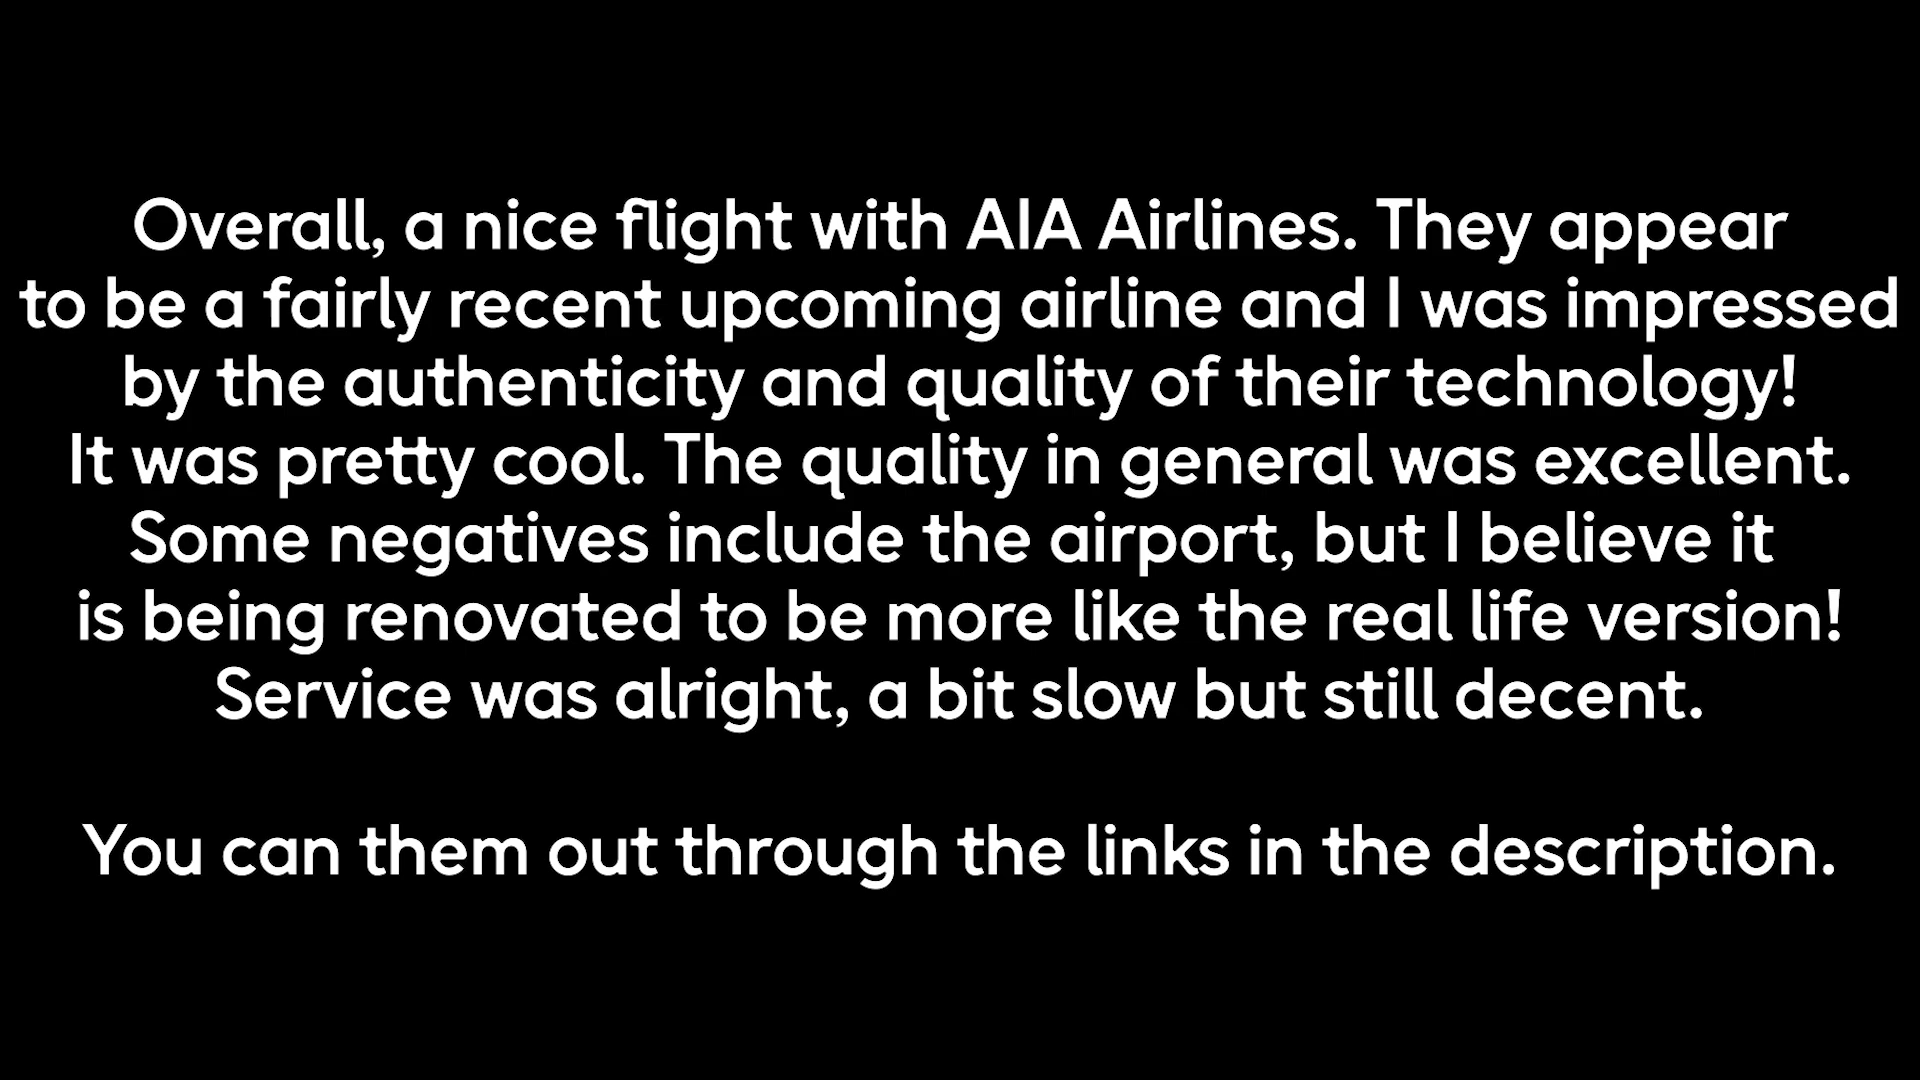 Overall, a nice flight with AIA Airlines. They appear
to be a fairly recent upcoming airline and I was impressed
by the authenticity and quality of their technology!
It was pretty cool. The quality in general was excellent.
Some negatives include the airport, but I believe it
is being renovated to be more like the real life version!
Service was alright, a bit slow but still decent.
You can them out through the links in the description.